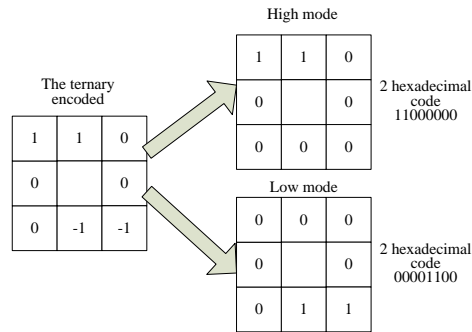 The ternary
encoded
1 1 0
0 0
0 -1 -1
High mode
1 1 0
0 0
0 0 0
2 hexadecimal
code
11000000
Low mode
0 0 0
0 0
0 1 1
2 hexadecimal
code
00001100